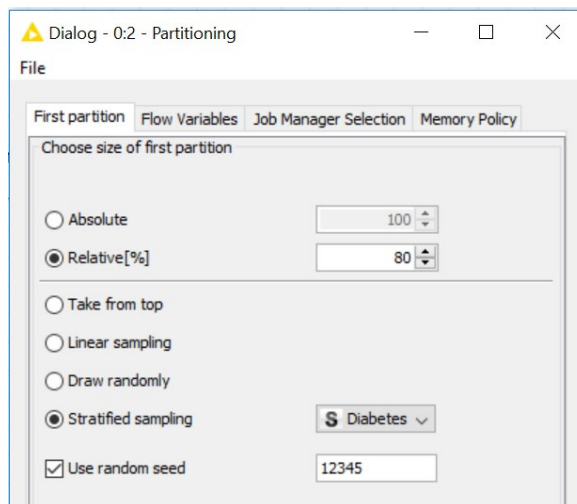 Dialog - 0:2 - Partitioning
File
First partition Flow Variables Job Manager Selection Memory Policy
Choose size of first partition
Absolute 100
Relative[%] 80
Take from top
Linear sampling
Draw randomly
Stratified sampling S Diabetes
Use random seed 12345